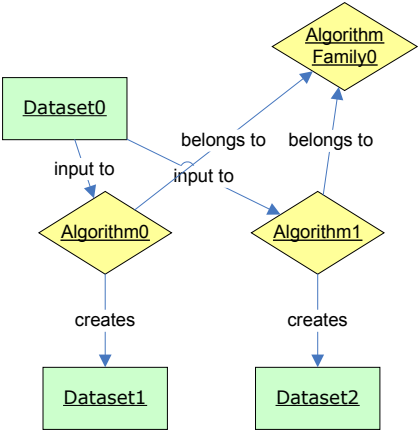 Algorithm
Family0
Dataset0
belongs to
belongs to
input to
input to
Algorithm0
Algorithm1
creates
creates
Dataset1
Dataset2